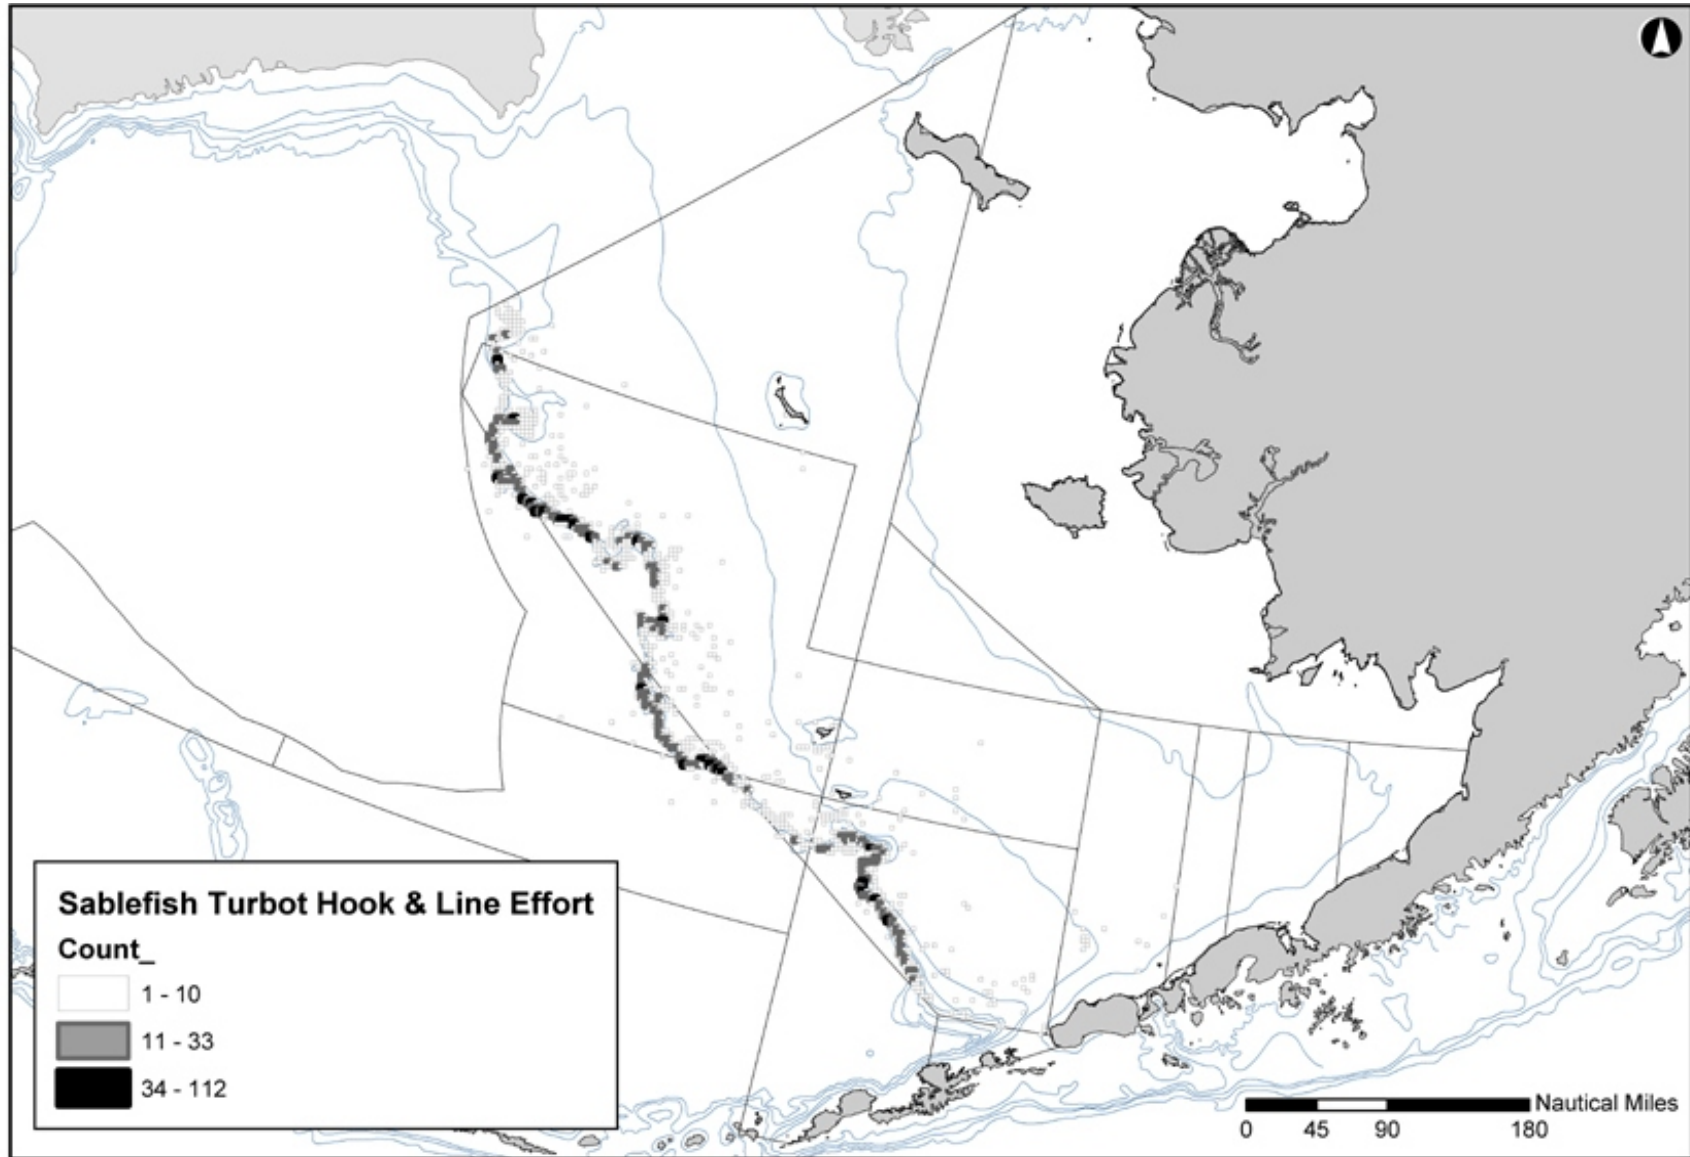 Sablefish Turbot Hook & Line Effort
Count_
1 - 10
11 - 33
34 - 112
Nautical Miles
0 45 90 180